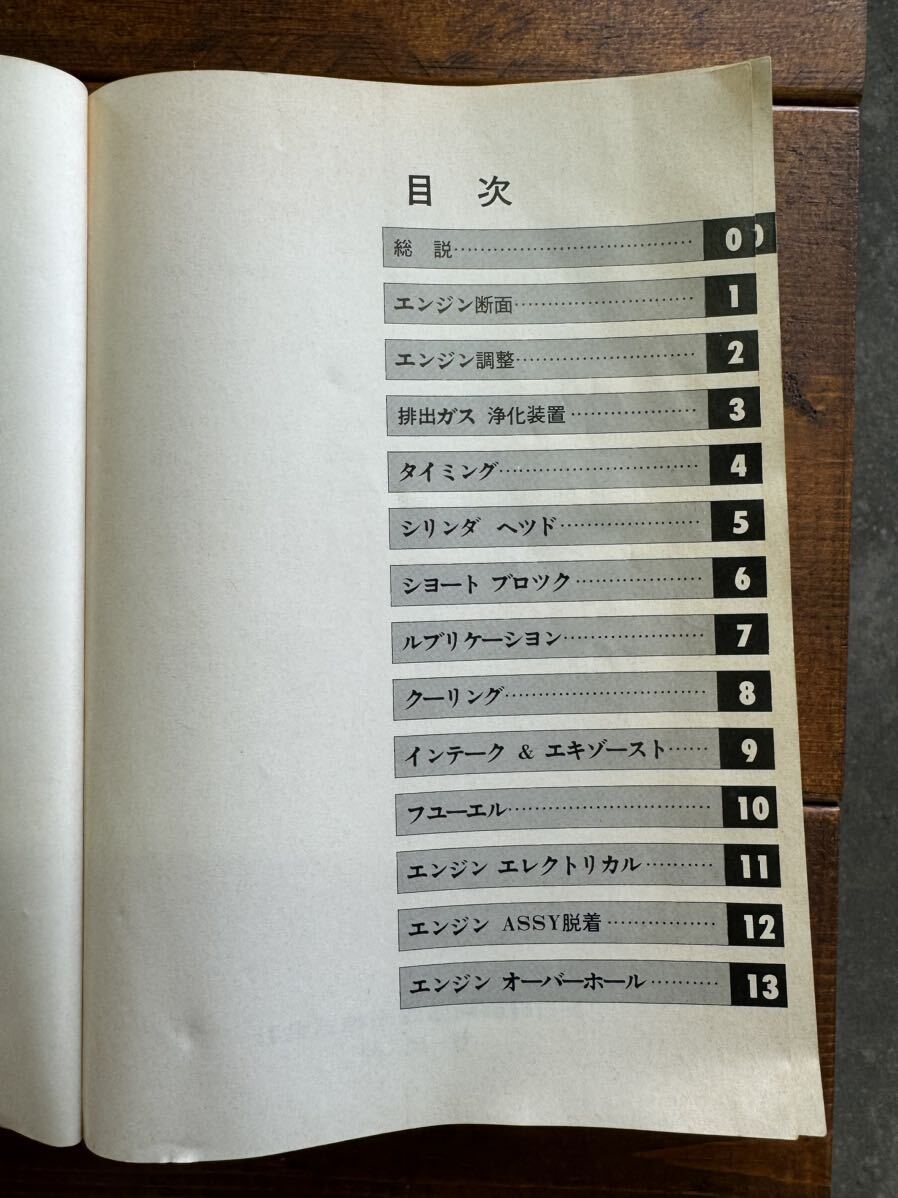 目 次
総 説…………………………… 0
エンジン断面…………………… 1
エンジン調整…………………… 2
排出ガス 浄化装置……………… 3
タイミング……………………… 4
シリンダ ヘツド………………… 5
シヨート ブロツク……………… 6
ルブリケーシヨン……………… 7
クーリング……………………… 8
インテーク & エキゾースト…… 9
フユーエル……………………… 10
エンジン エレクトリカル……… 11
エンジン ASSY脱着…………… 12
エンジン オーバーホール……… 13